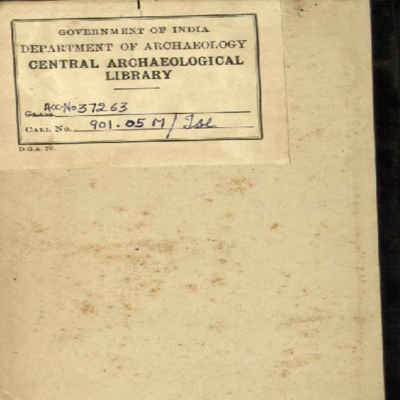 GOVERNMENT OF INDIA
DEPARTMENT OF ARCHAEOLOGY
CENTRAL ARCHAEOLOGICAL
LIBRARY
Acc. No 37263
CALL No. 901.05 M / Isl
D.G.A. 79.